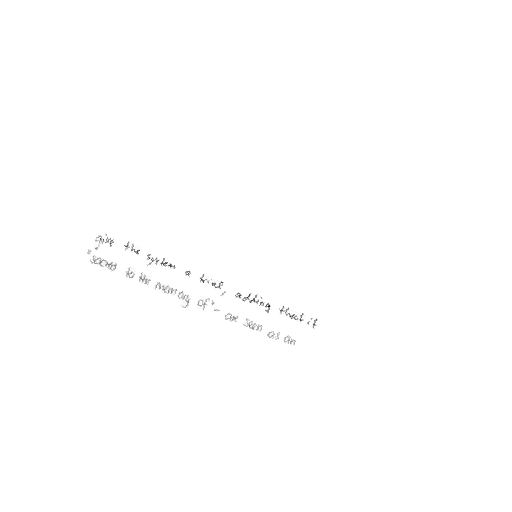 give the system a trial, adding that if
" sacred to the memory of " - are seen as an